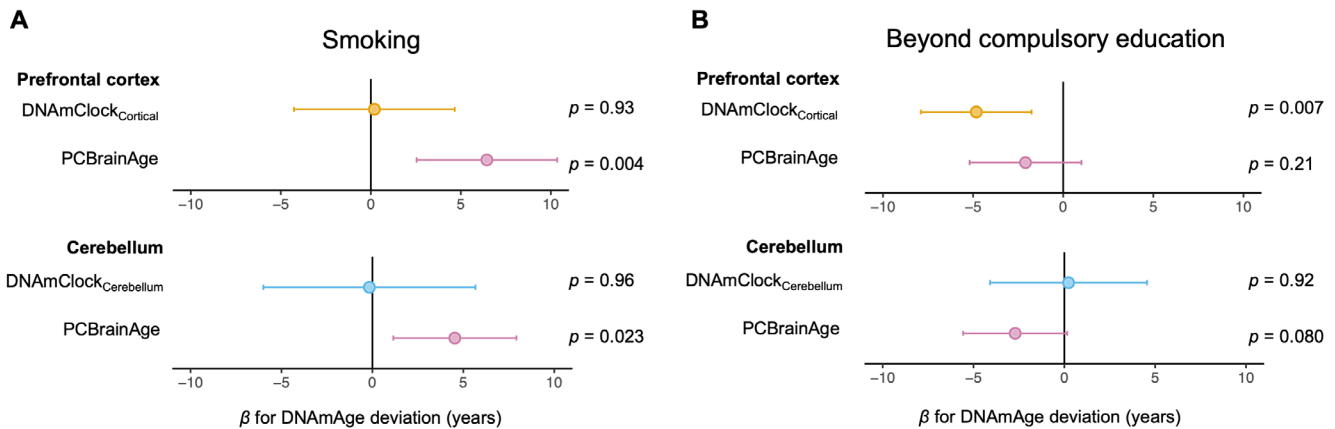 A
Smoking
Prefrontal cortex
DNAmClockCortical
p = 0.93
PCBrainAge
p = 0.004
−10 −5 0 5 10
Cerebellum
DNAmClockCerebellum
p = 0.96
PCBrainAge
p = 0.023
−10 −5 0 5 10
β for DNAmAge deviation (years)
B
Beyond compulsory education
Prefrontal cortex
DNAmClockCortical
p = 0.007
PCBrainAge
p = 0.21
−10 −5 0 5 10
Cerebellum
DNAmClockCerebellum
p = 0.92
PCBrainAge
p = 0.080
−10 −5 0 5 10
β for DNAmAge deviation (years)